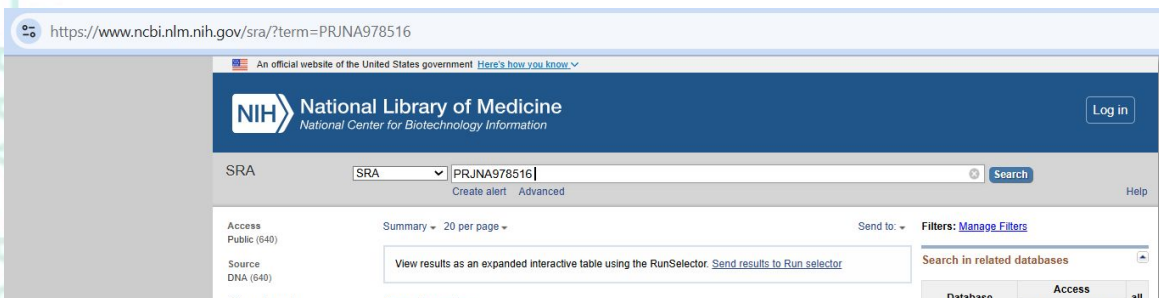 https://www.ncbi.nlm.nih.gov/sra/?term=PRJNA978516
An official website of the United States government Here's how you know
NIH National Library of Medicine
National Center for Biotechnology Information
Log in
SRA SRA PRJNA978516 Search
Create alert Advanced Help
Access
Public (640)
Source
DNA (640)
Summary 20 per page Send to:
View results as an expanded interactive table using the RunSelector. Send results to Run selector
Filters: Manage Filters
Search in related databases
Database Access all